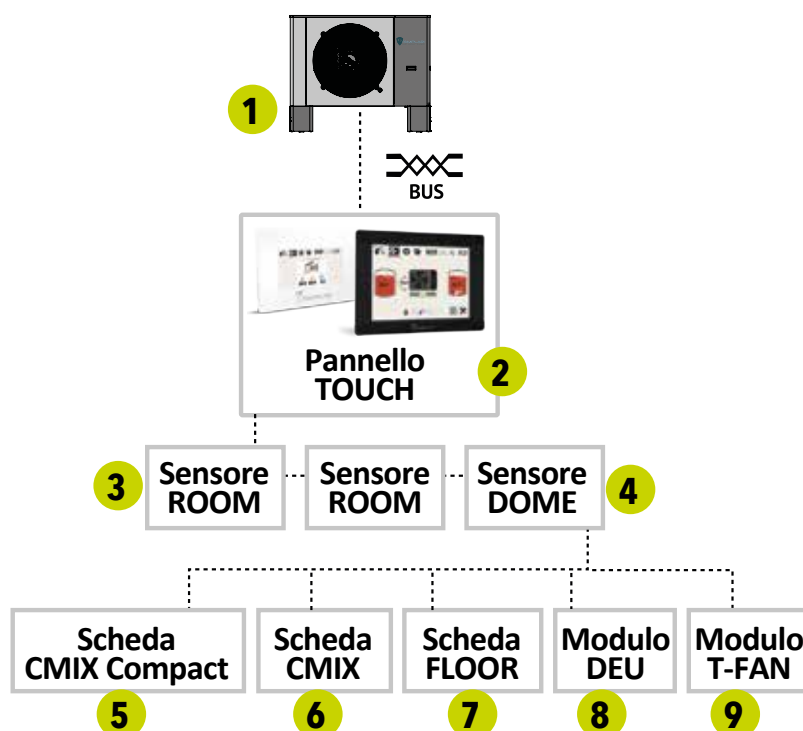 1
BUS
Pannello
TOUCH
2
3
Sensore
ROOM
Sensore
ROOM
Sensore
DOME
4
Scheda
CMIX Compact
Scheda
CMIX
Scheda
FLOOR
Modulo
DEU
Modulo
T-FAN
5
6
7
8
9